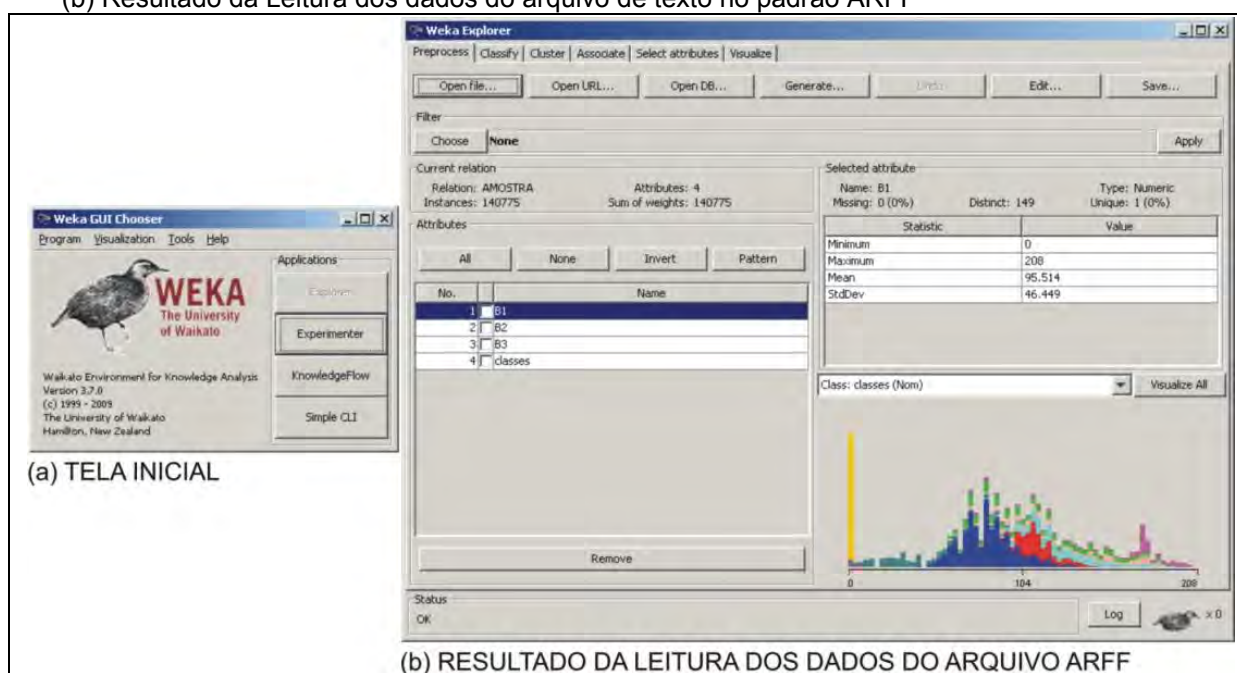 (b) Resultado da Leitura dos dados do arquivo de texto no padrão ARFF
Weka GUI Chooser
Program Visualization Tools Help
WEKA
The University
of Waikato
Waikato Environment for Knowledge Analysis
Version 3.7.0
(c) 1999 - 2009
The University of Waikato
Hamilton, New Zealand
Applications
Explorer
Experimenter
KnowledgeFlow
Simple CLI
(a) TELA INICIAL
Weka Explorer
Preprocess Classify Cluster Associate Select attributes Visualize
Open file... Open URL... Open DB... Generate... Undo Edit... Save...
Filter
Choose None Apply
Current relation
Relation: AMOSTRA Attributes: 4
Instances: 140775 Sum of weights: 140775
Attributes
All None Invert Pattern
No. Name
1 B1
2 B2
3 B3
4 classes
Remove
Selected attribute
Name: B1 Type: Numeric
Missing: 0 (0%) Distinct: 149 Unique: 1 (0%)
Statistic Value
Minimum 0
Maximum 208
Mean 95.514
StdDev 46.449
Class: classes (Nom) Visualize All
0 104 208
Status
OK
Log x 0
(b) RESULTADO DA LEITURA DOS DADOS DO ARQUIVO ARFF